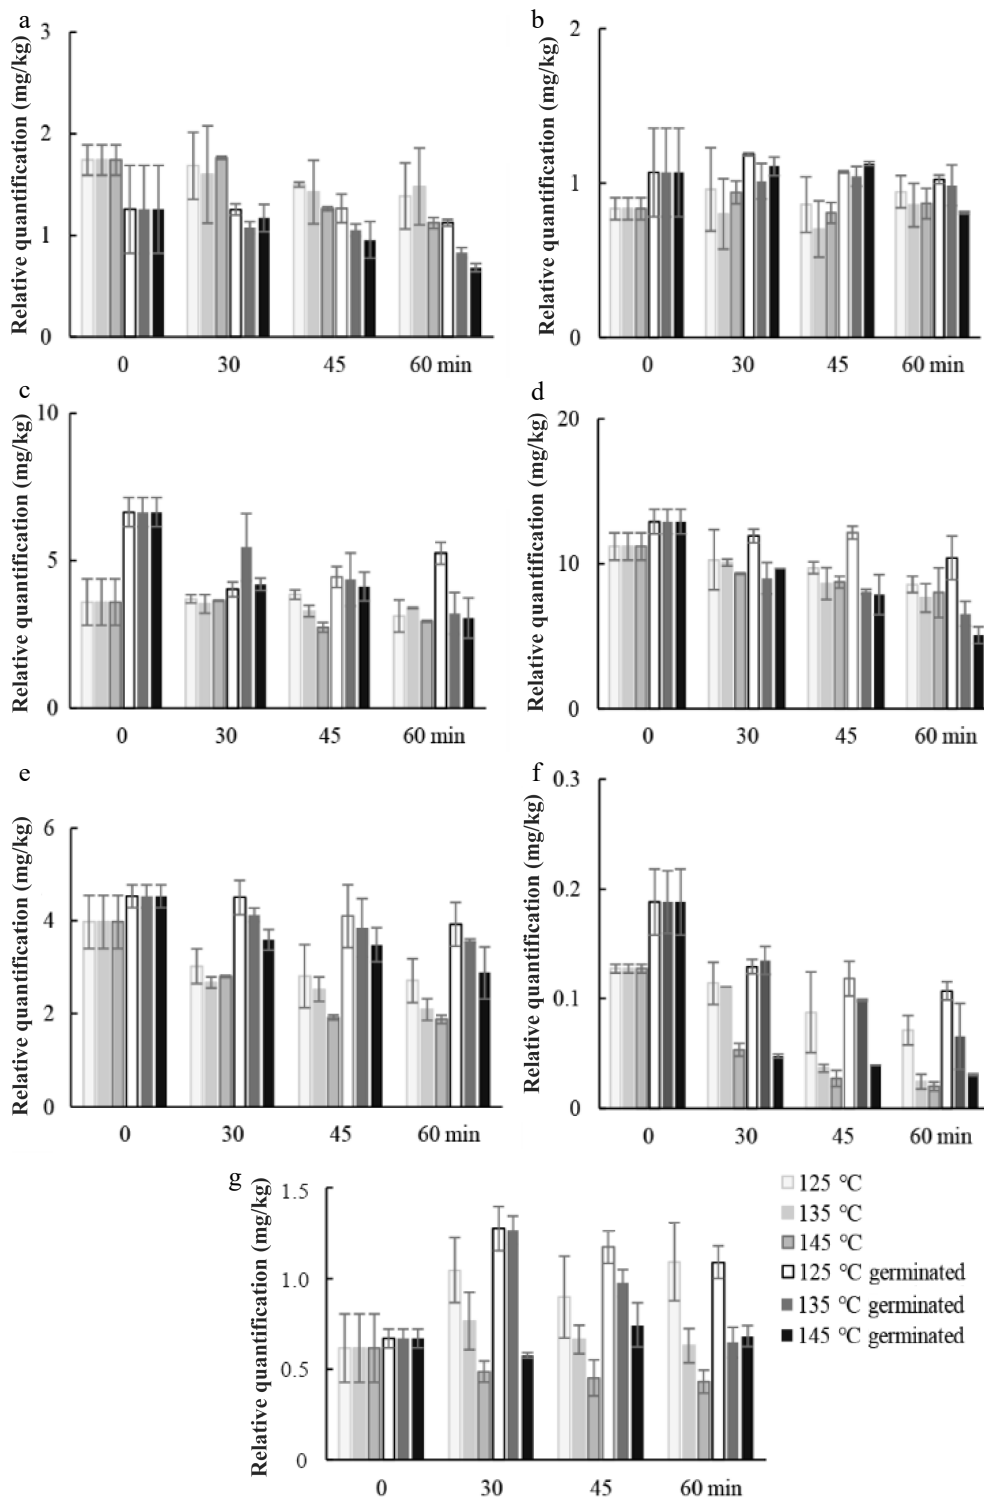 a
Relative quantification (mg/kg)
3
2
1
0
0 30 45 60 min
b
Relative quantification (mg/kg)
2
1
0
0 30 45 60 min
c
Relative quantification (mg/kg)
10
5
0
0 30 45 60 min
d
Relative quantification (mg/kg)
20
10
0
0 30 45 60 min
e
Relative quantification (mg/kg)
6
4
2
0
0 30 45 60 min
f
Relative quantification (mg/kg)
0.3
0.2
0.1
0
0 30 45 60 min
g
Relative quantification (mg/kg)
1.5
1.0
0.5
0
0 30 45 60 min
125 °C
135 °C
145 °C
125 °C germinated
135 °C germinated
145 °C germinated